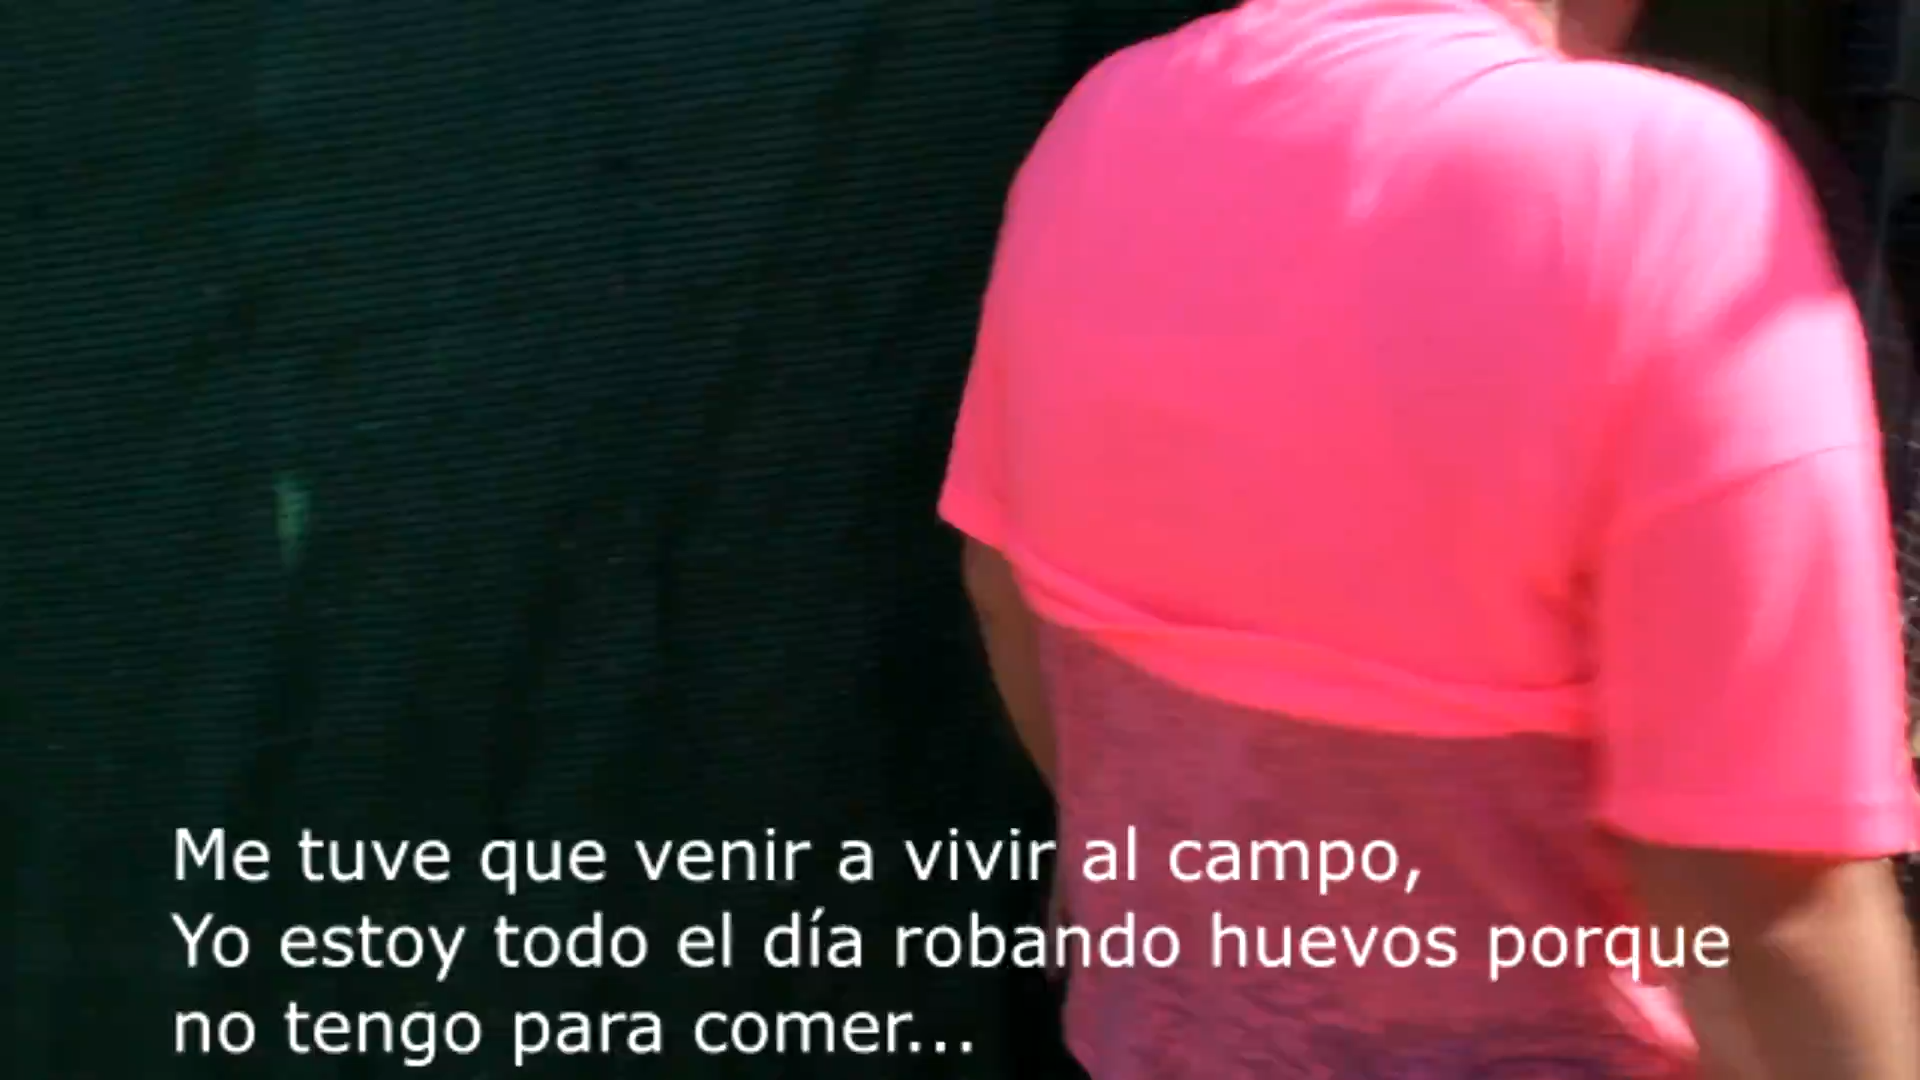 Me tuve que venir a vivir al campo,
Yo estoy todo el día robando huevos porque
no tengo para comer...